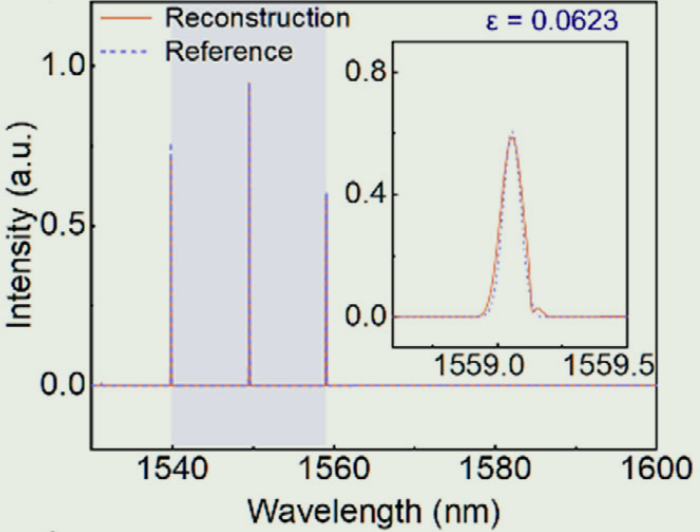 Reconstruction
Reference
ε = 0.0623
1.0
0.5
0.0
Intensity (a.u.)
0.8
0.4
0.0
1559.0
1559.5
1540
1560
1580
1600
Wavelength (nm)